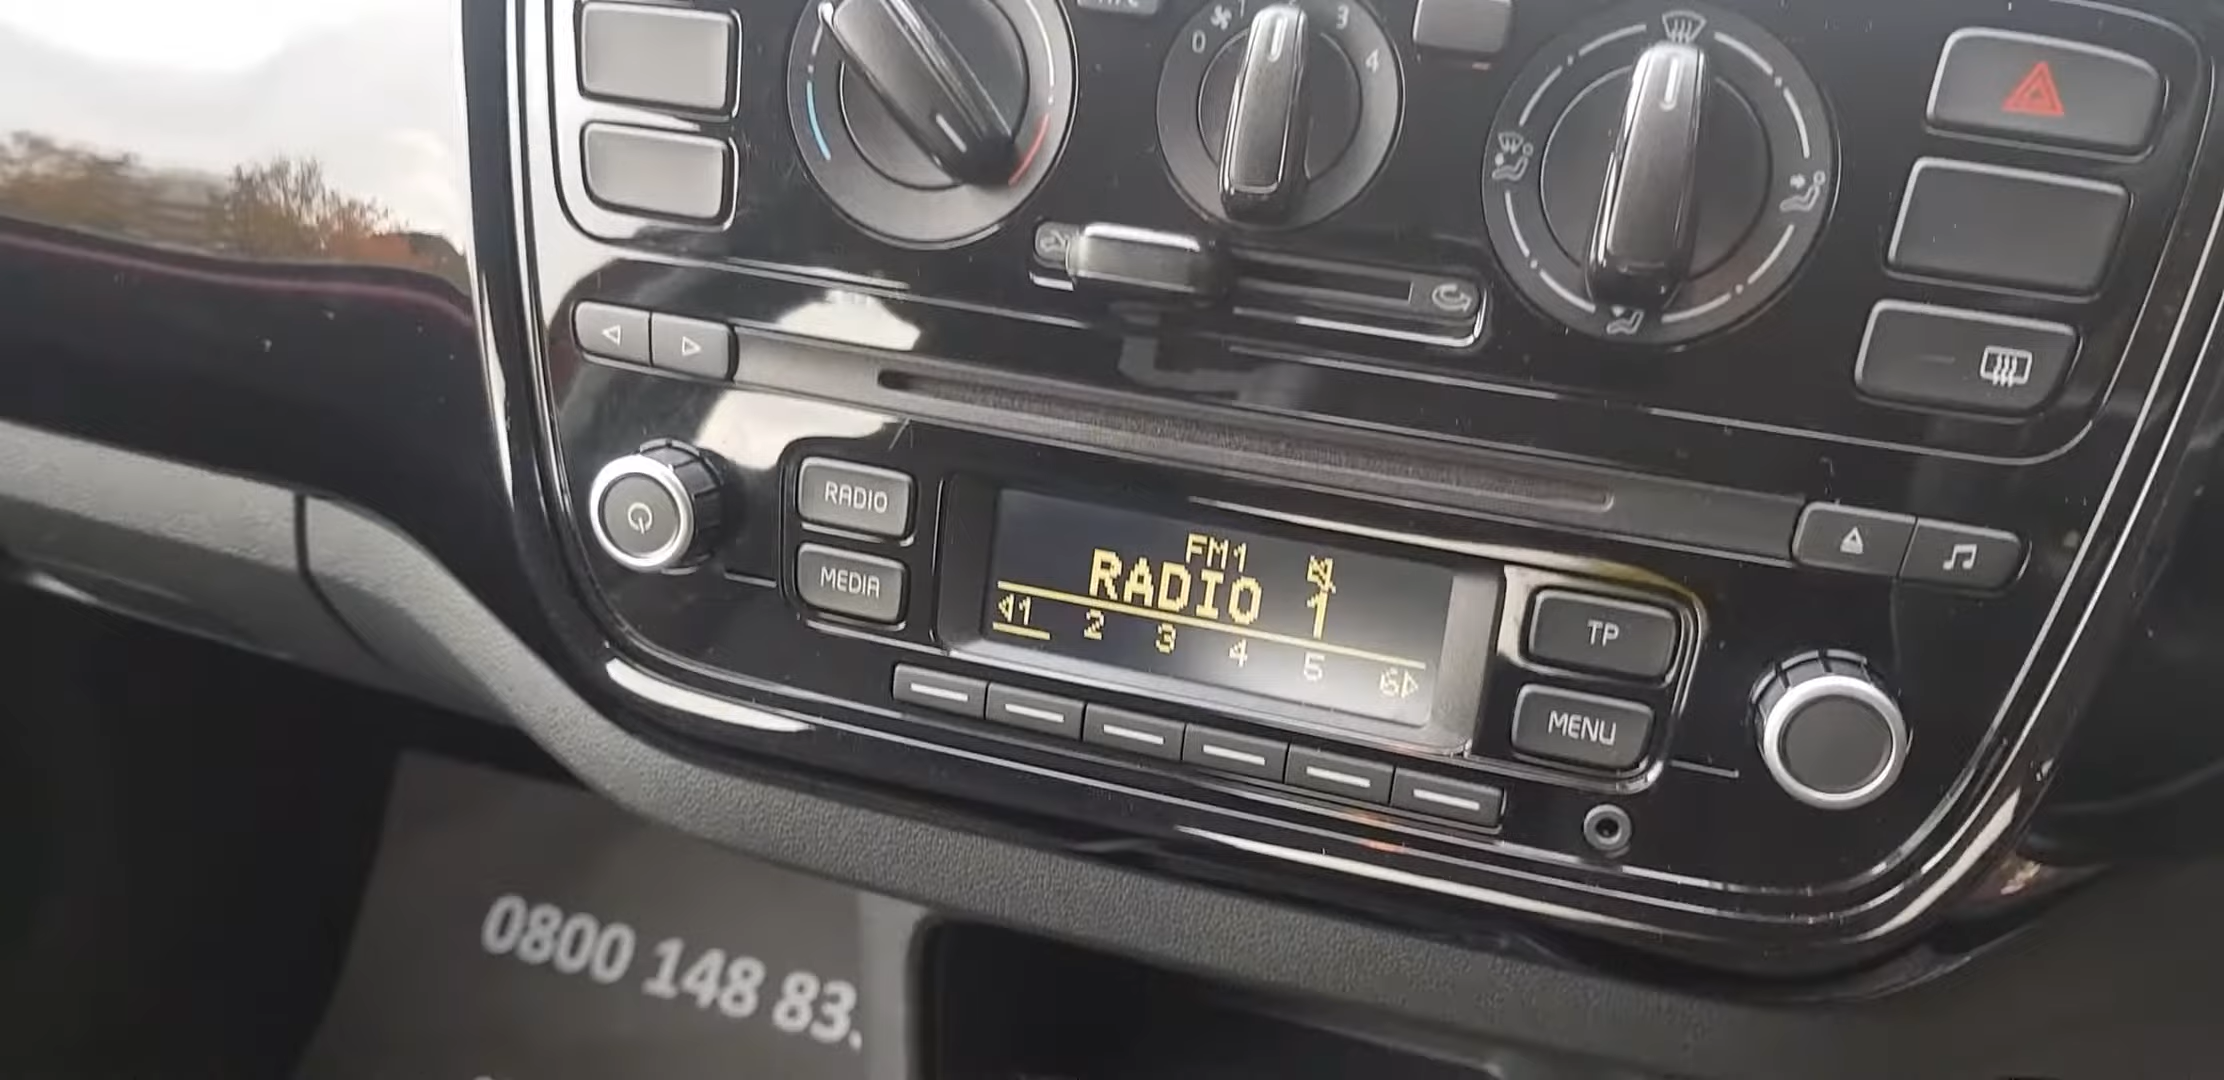 0 1 2 3 4
RADIO
MEDIA
FM1
RADIO 1
1 2 3 4 5 6
TP
MENU
0800 148 83